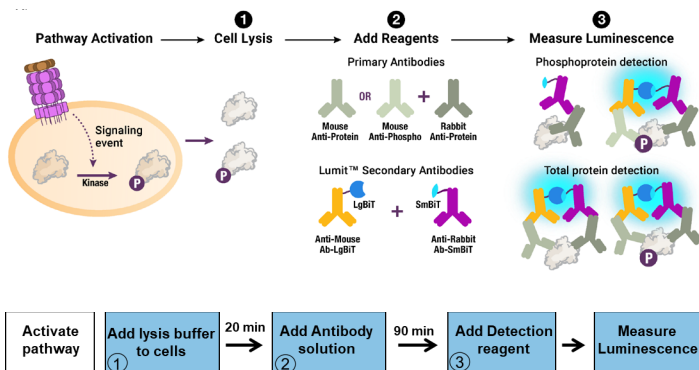 1
2
3
Pathway Activation
Cell Lysis
Add Reagents
Measure Luminescence
Primary Antibodies
Phosphoprotein detection
Signaling
event
Kinase
P
P
OR
+
Mouse
Anti-Protein
Mouse
Anti-Phospho
Rabbit
Anti-Protein
P
Lumit™ Secondary Antibodies
Total protein detection
LgBiT
SmBiT
+
Anti-Mouse
Ab-LgBiT
Anti-Rabbit
Ab-SmBiT
P
Activate
pathway
Add lysis buffer
to cells
1
20 min
Add Antibody
solution
2
90 min
Add Detection
reagent
3
Measure
Luminescence